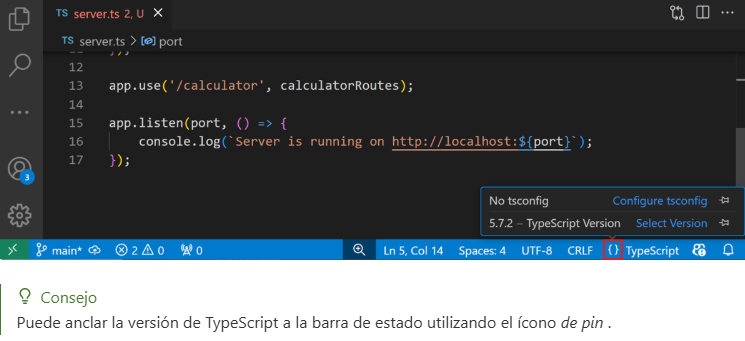 TS server.ts 2, U
TS server.ts > port
12
13 app.use('/calculator', calculatorRoutes);
14
15 app.listen(port, () => {
16 console.log(`Server is running on http://localhost:${port}`);
17 });
3
No tsconfig Configure tsconfig
5.7.2 – TypeScript Version Select Version
main* 2 0 0 Ln 5, Col 14 Spaces: 4 UTF-8 CRLF {} TypeScript
Consejo
Puede anclar la versión de TypeScript a la barra de estado utilizando el ícono de pin .